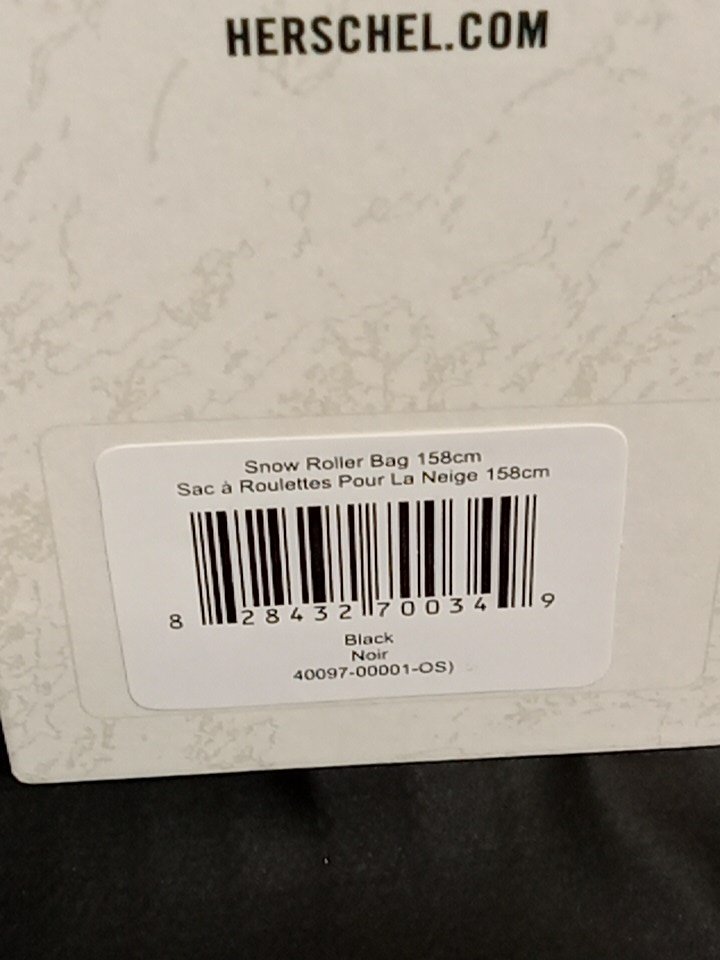 HERSCHEL.COM
Snow Roller Bag 158cm
Sac à Roulettes Pour La Neige 158cm
8 28432 70034 9
Black
Noir
40097-00001-OS)